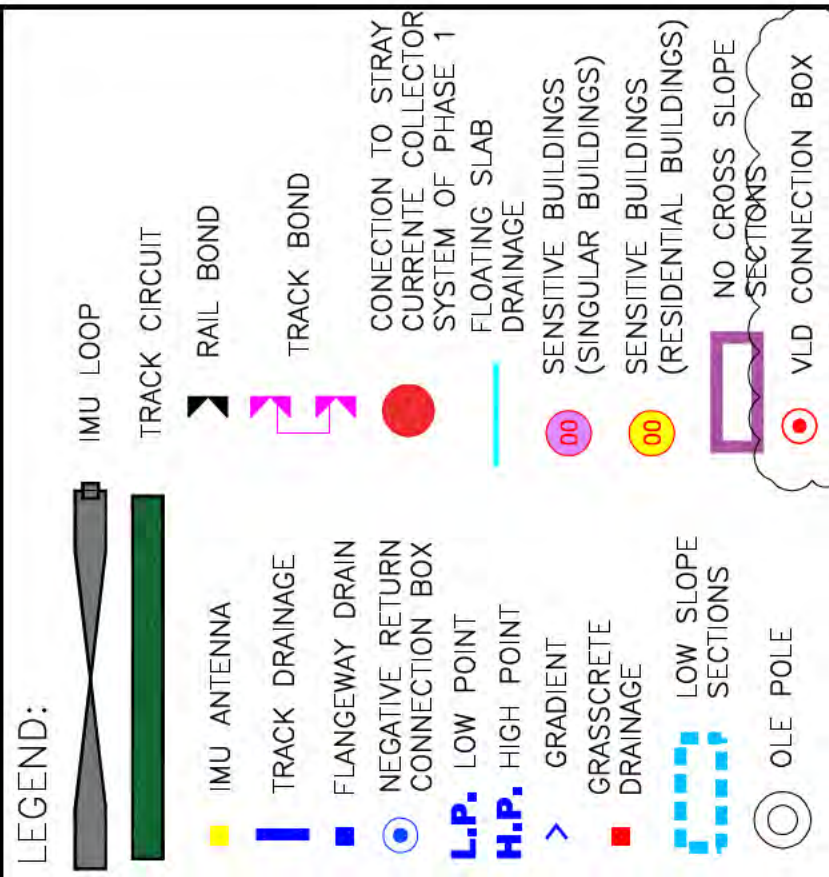 LEGEND:
IMU LOOP
TRACK CIRCUIT
IMU ANTENNA
TRACK DRAINAGE
FLANGEWAY DRAIN
NEGATIVE RETURN
CONNECTION BOX
L.P. LOW POINT
H.P. HIGH POINT
GRADIENT
GRASSCRETE
DRAINAGE
LOW SLOPE
SECTIONS
OLE POLE
RAIL BOND
TRACK BOND
CONECTION TO STRAY
CURRENTE COLLECTOR
SYSTEM OF PHASE 1
FLOATING SLAB
DRAINAGE
00 SENSITIVE BUILDINGS
(SINGULAR BUILDINGS)
00 SENSITIVE BUILDINGS
(RESIDENTIAL BUILDINGS)
NO CROSS SLOPE
SECTIONS
VLD CONNECTION BOX